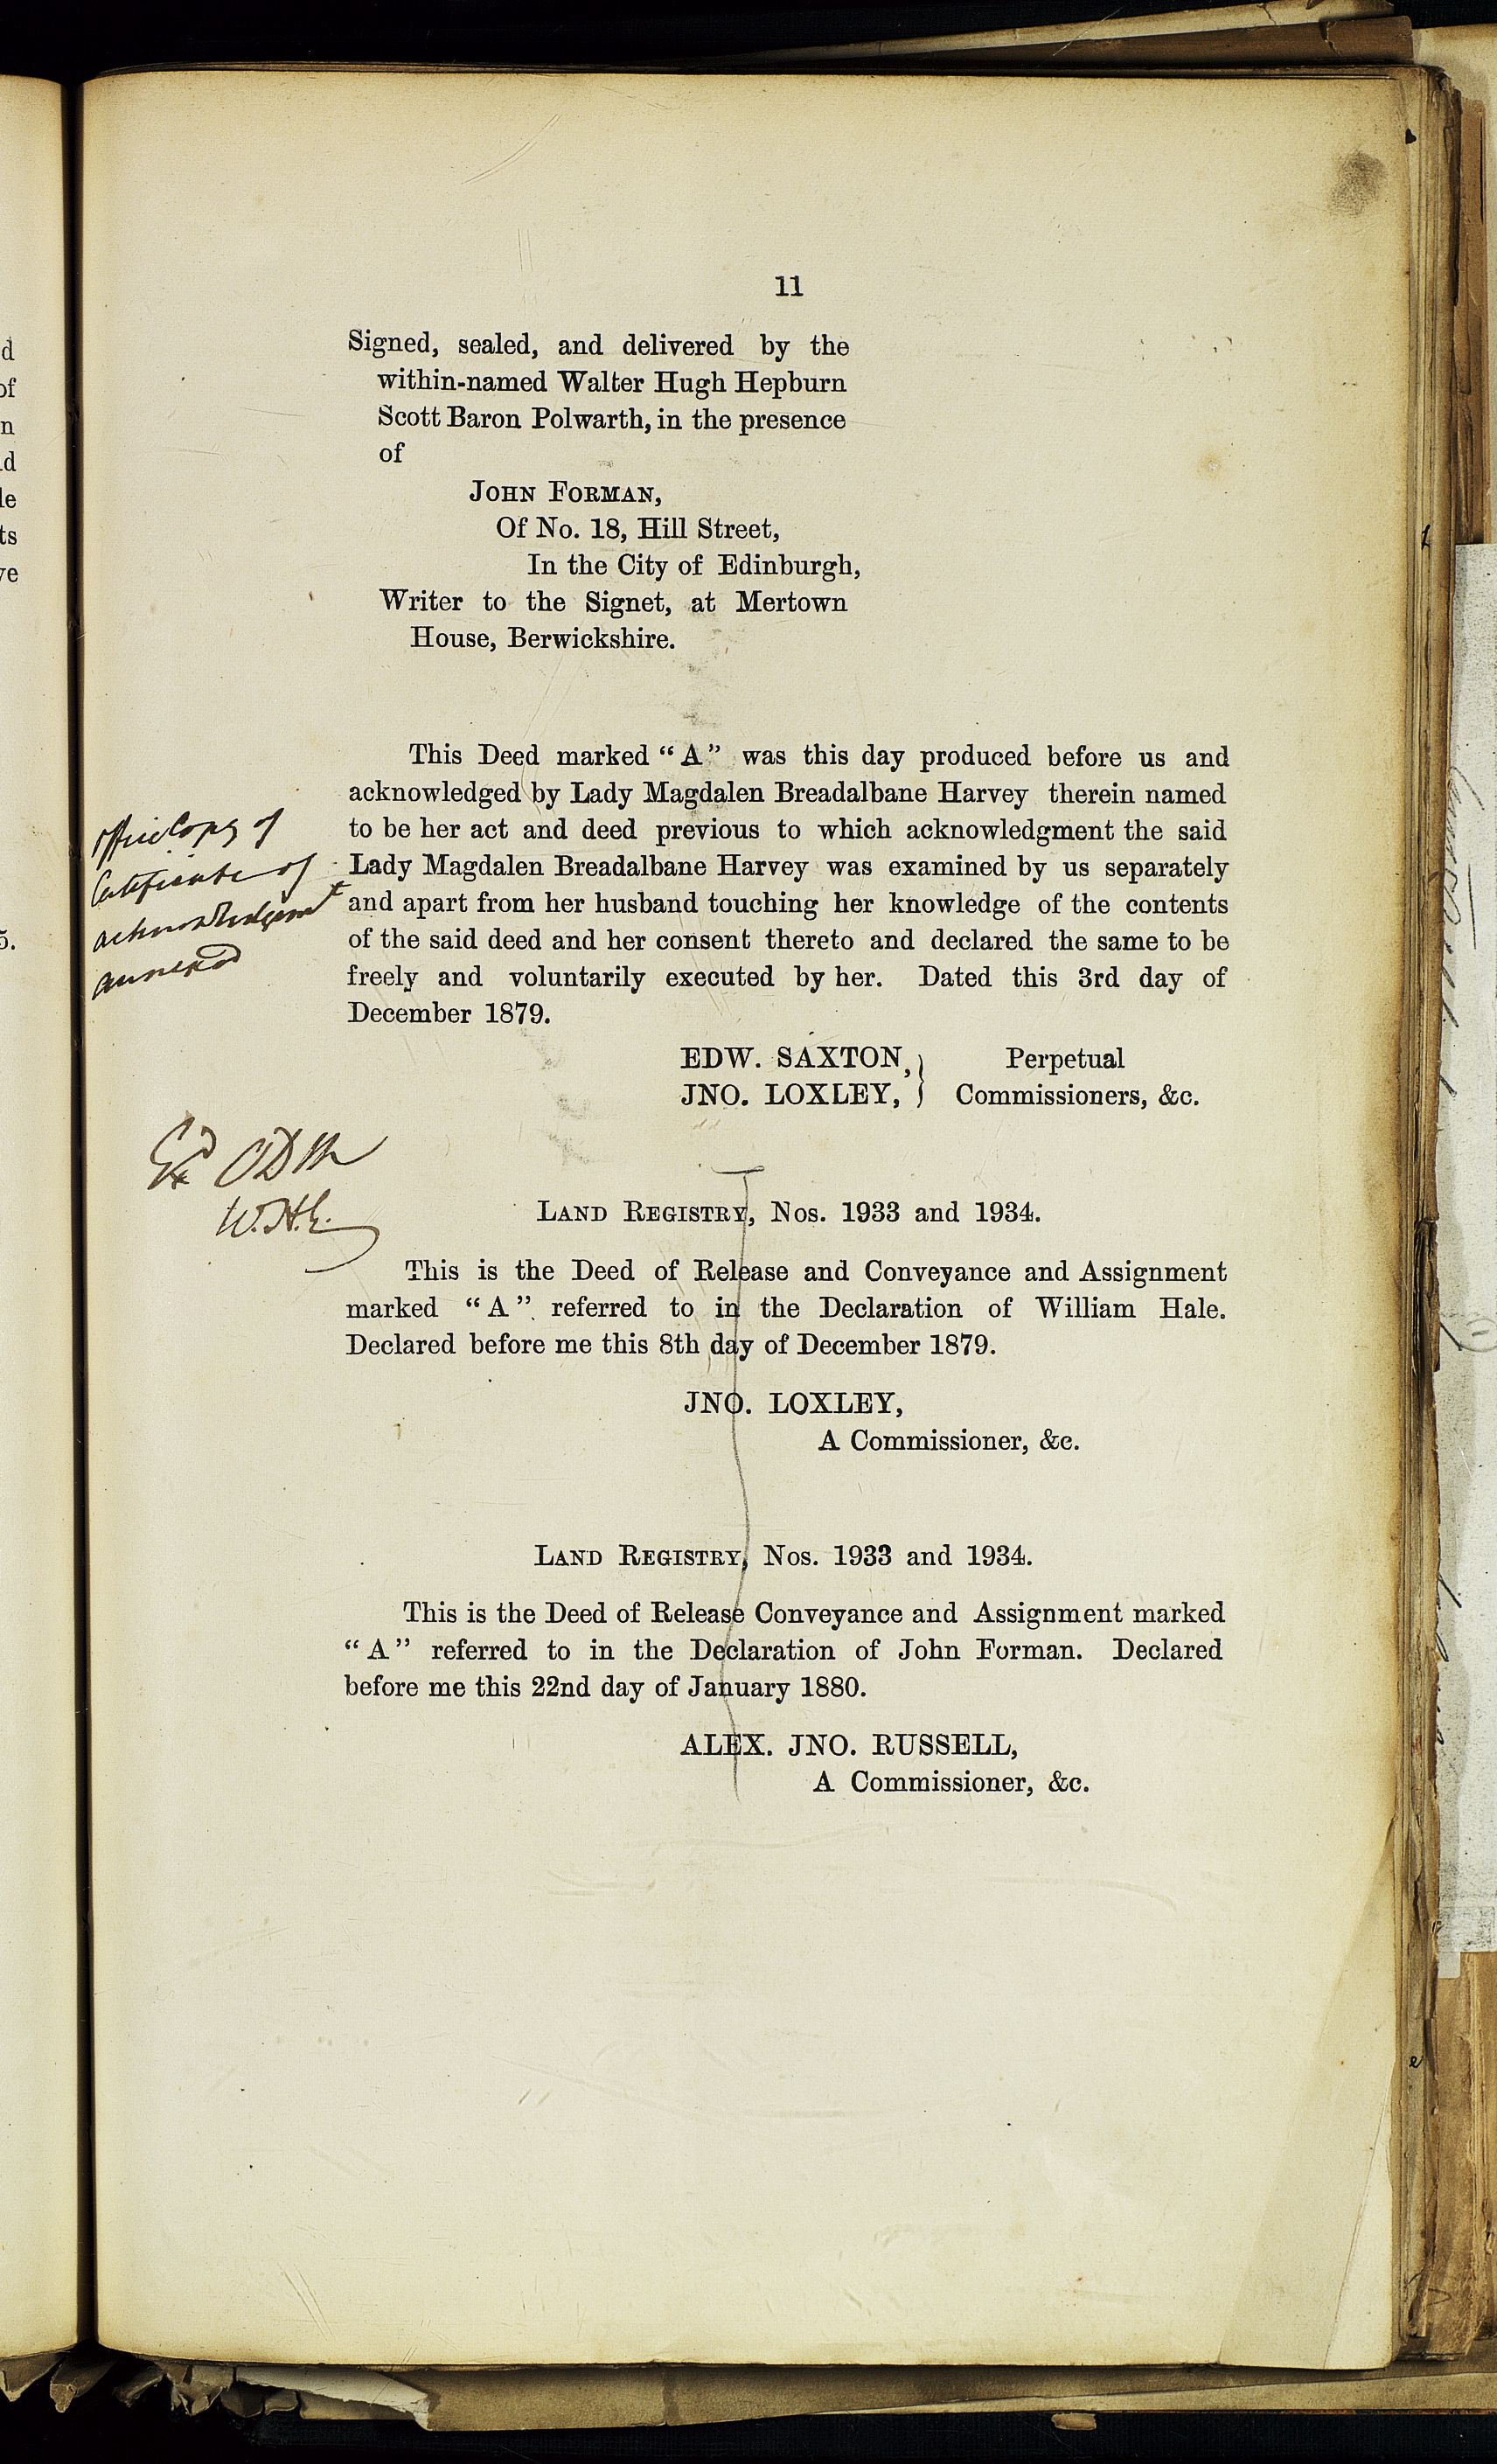 11
Signed, sealed, and delivered by the
within-named Walter Hugh Hepburn
Scott Baron Polwarth, in the presence
of
JOHN FORMAN,
Of No. 18, Hill Street,
In the City of Edinburgh,
Writer to the Signet, at Mertown
House, Berwickshire.
This Deed marked “A” was this day produced before us and
acknowledged by Lady Magdalen Breadalbane Harvey therein named
to be her act and deed previous to which acknowledgment the said
Lady Magdalen Breadalbane Harvey was examined by us separately
and apart from her husband touching her knowledge of the contents
of the said deed and her consent thereto and declared the same to be
freely and voluntarily executed by her. Dated this 3rd day of
December 1879.
Office Copy of
Certificate of
acknowledgment
annexed
EDW. SAXTON, } Perpetual
JNO. LOXLEY, } Commissioners, &c.
Exd
LAND REGISTRY, Nos. 1933 and 1934.
This is the Deed of Release and Conveyance and Assignment
marked “A” referred to in the Declaration of William Hale.
Declared before me this 8th day of December 1879.
JNO. LOXLEY,
A Commissioner, &c.
LAND REGISTRY, Nos. 1933 and 1934.
This is the Deed of Release Conveyance and Assignment marked
“A” referred to in the Declaration of John Forman. Declared
before me this 22nd day of January 1880.
ALEX. JNO. RUSSELL,
A Commissioner, &c.